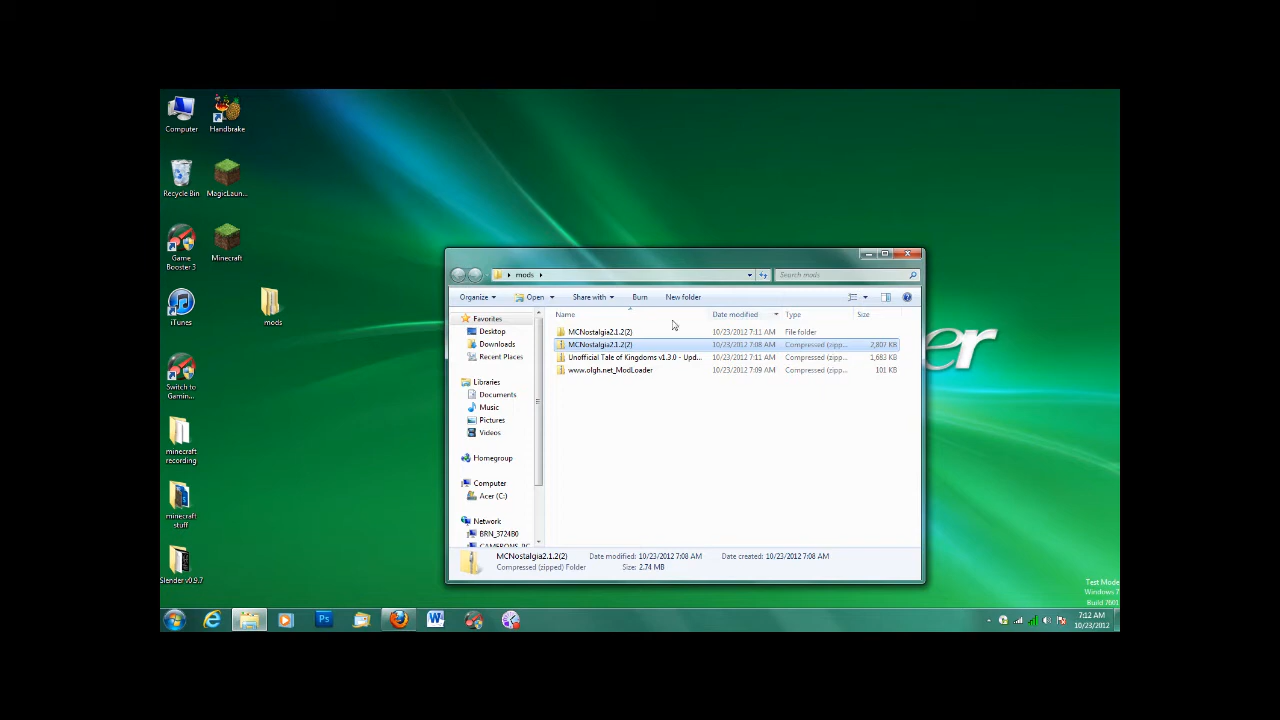 Computer
Handbrake
Recycle Bin
MagicLaun...
Game
Booster 3
Minecraft
iTunes
mods
Switch to
Gamin...
minecraft
recording
minecraft
stuff
Slender v0.9.7
mods
Search mods
Organize
Open
Share with
Burn
New folder
Name
Date modified
Type
Size
Favorites
Desktop
Downloads
Recent Places
Libraries
Documents
Music
Pictures
Videos
Homegroup
Computer
Acer (C:)
Network
BRN_3724B0
MCNostalgia2.1.2(2) 10/23/2012 7:11 AM File folder
MCNostalgia2.1.2(2) 10/23/2012 7:08 AM Compressed (zipp... 2,807 KB
Unofficial Tale of Kingdoms v1.3.0 - Upd... 10/23/2012 7:11 AM Compressed (zipp... 1,683 KB
www.olgh.net_ModLoader 10/23/2012 7:09 AM Compressed (zipp... 101 KB
MCNostalgia2.1.2(2) Date modified: 10/23/2012 7:08 AM Date created: 10/23/2012 7:08 AM
Compressed (zipped) Folder Size: 2.74 MB
er
Test Mode
Windows 7
Build 7601
Ps
W
7:12 AM
10/23/2012